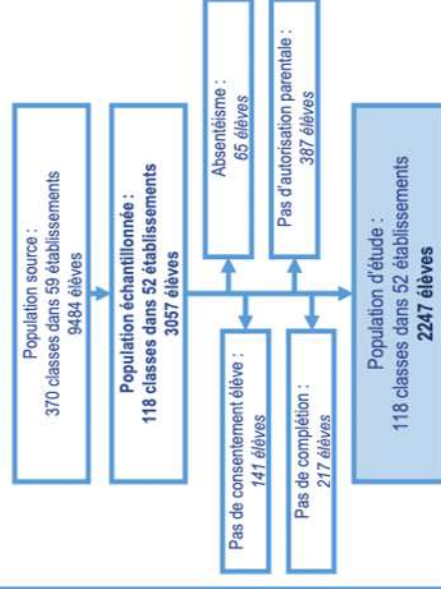 Population source :
370 classes dans 59 établissements
9484 élèves
Population échantillonnée :
118 classes dans 52 établissements
3057 élèves
Absentéisme :
65 élèves
Pas de consentement élève :
141 élèves
Pas d'autorisation parentale :
387 élèves
Pas de complétion :
217 élèves
Population d'étude :
118 classes dans 52 établissements
2247 élèves